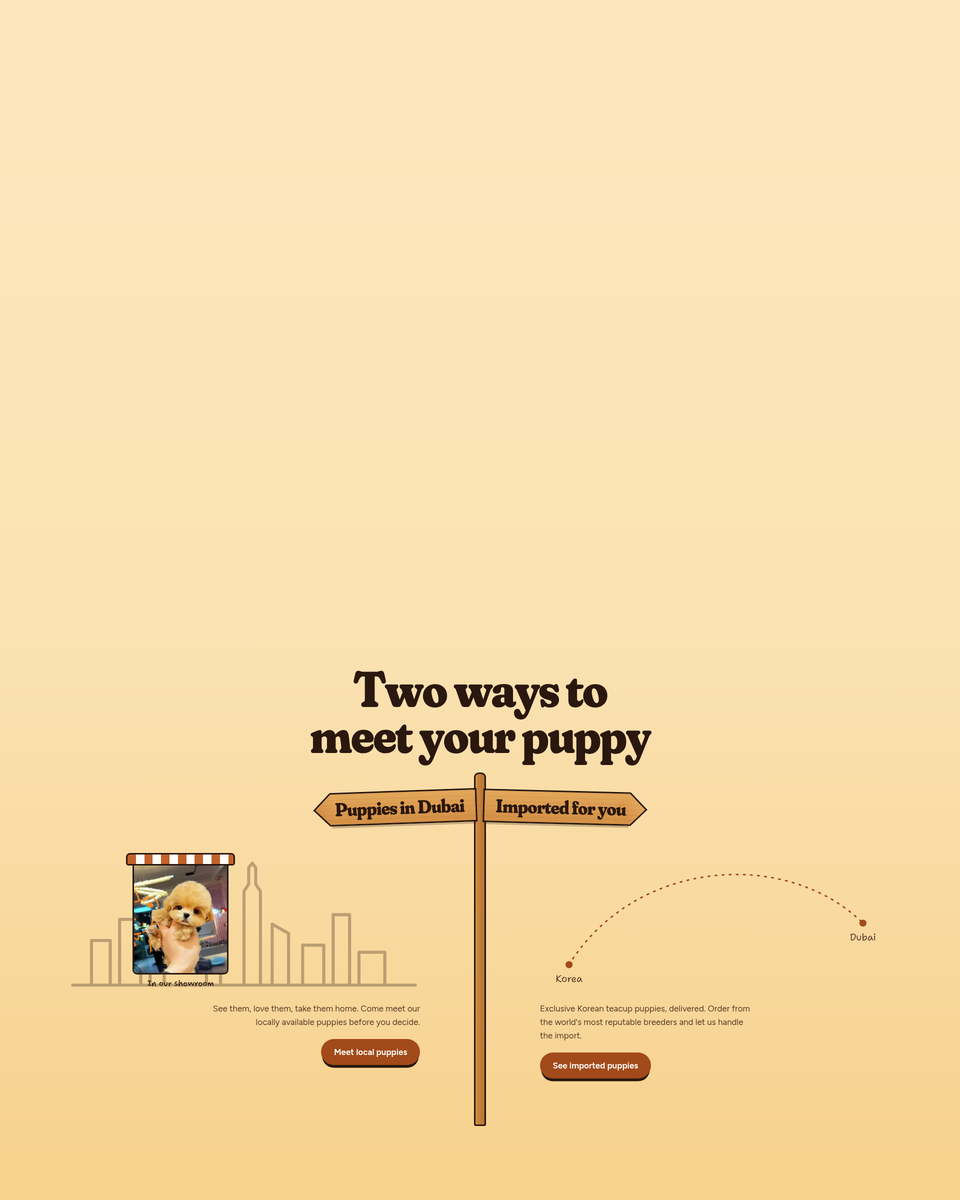 Two ways to
meet your puppy
Puppies in Dubai
Imported for you
In our showroom
See them, love them, take them home. Come meet our
locally available puppies before you decide.
Meet local puppies
Dubai
Korea
Exclusive Korean teacup puppies, delivered. Order from
the world's most reputable breeders and let us handle
the import.
See imported puppies